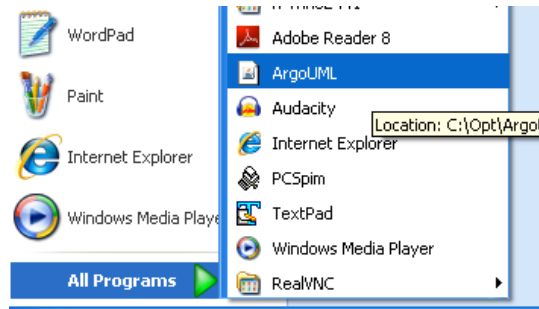 WordPad
Paint
Internet Explorer
Windows Media Playe
All Programs
Adobe Reader 8
ArgoUML
Audacity
Location: C:\Opt\Argo
Internet Explorer
PCSpim
TextPad
Windows Media Player
RealVNC